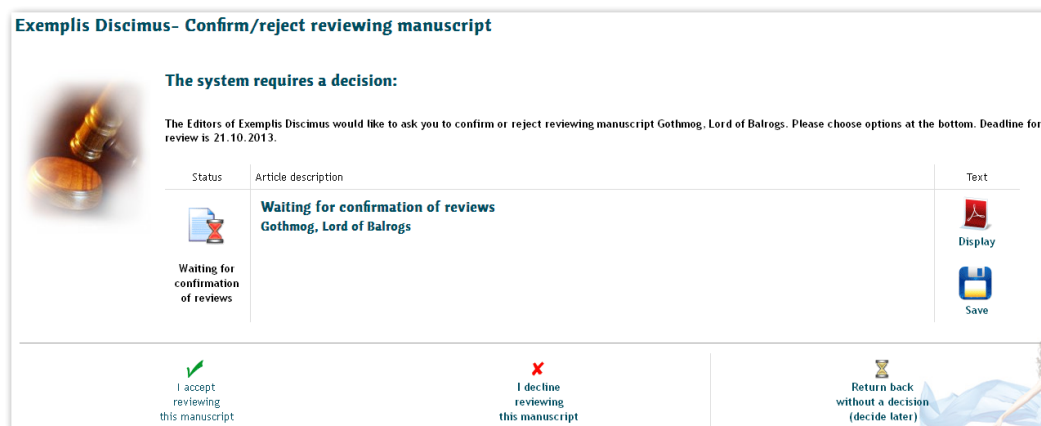 Exemplis Discimus- Confirm/reject reviewing manuscript
The system requires a decision:
The Editors of Exemplis Discimus would like to ask you to confirm or reject reviewing manuscript Gothmog, Lord of Balrogs. Please choose options at the bottom. Deadline for
review is 21.10.2013.
Status Article description Text
Waiting for confirmation of reviews
Gothmog, Lord of Balrogs
Display
Waiting for
confirmation
of reviews
Save
I accept
reviewing
this manuscript
I decline
reviewing
this manuscript
Return back
without a decision
(decide later)